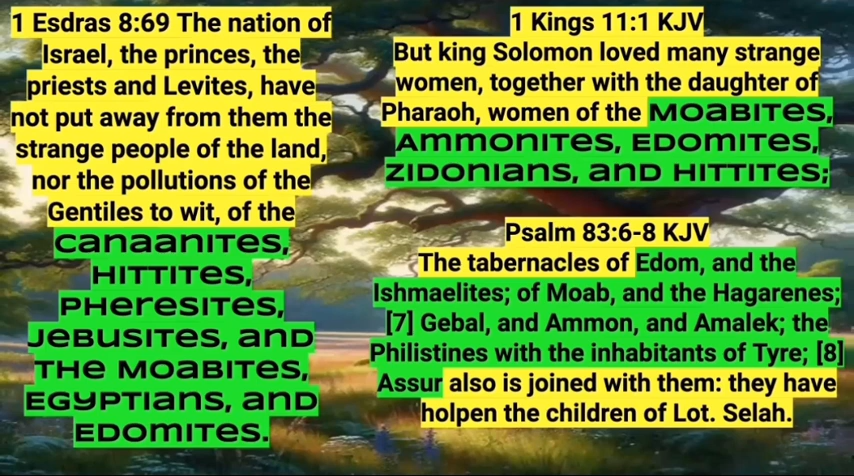 1 Esdras 8:69 The nation of
Israel, the princes, the
priests and Levites, have
not put away from them the
strange people of the land,
nor the pollutions of the
Gentiles to wit, of the
Canaanites,
Hittites,
Pheresites,
Jebusites, and
the Moabites,
Egyptians, and
Edomites.
1 Kings 11:1 KJV
But king Solomon loved many strange
women, together with the daughter of
Pharaoh, women of the Moabites,
Ammonites, Edomites,
Zidonians, and Hittites;
Psalm 83:6-8 KJV
The tabernacles of Edom, and the
Ishmaelites; of Moab, and the Hagarenes;
[7] Gebal, and Ammon, and Amalek; the
Philistines with the inhabitants of Tyre; [8]
Assur also is joined with them: they have
holpen the children of Lot. Selah.